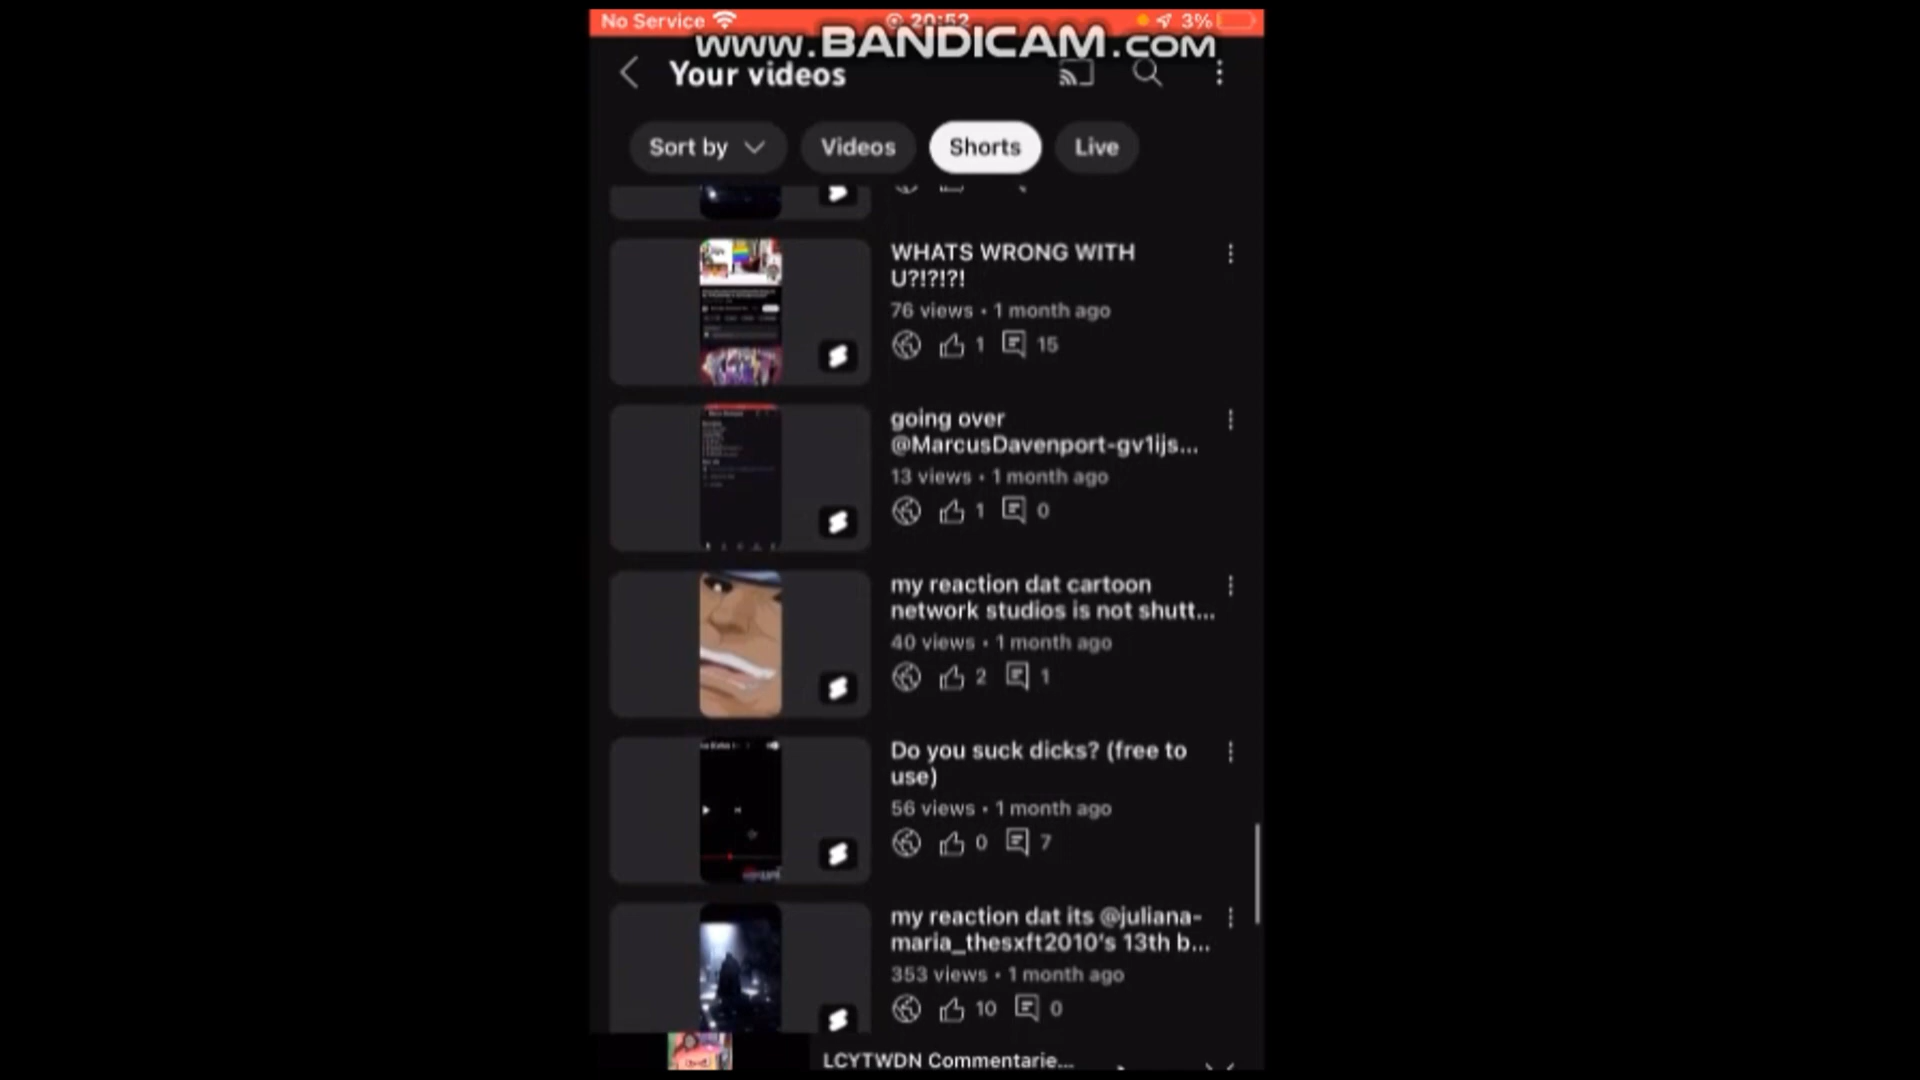 No Service 20:52 3%
www.BANDICAM.com
Your videos
Sort by Videos Shorts Live
WHATS WRONG WITH
U?!?!?!
76 views • 1 month ago
1 15
going over
@MarcusDavenport-gv1ijs...
13 views • 1 month ago
1 0
my reaction dat cartoon
network studios is not shutt...
40 views • 1 month ago
2 1
Do you suck dicks? (free to
use)
56 views • 1 month ago
0 7
my reaction dat its @juliana-
maria_thesxft2010's 13th b...
353 views • 1 month ago
10 0
LCYTWDN Commentarie...